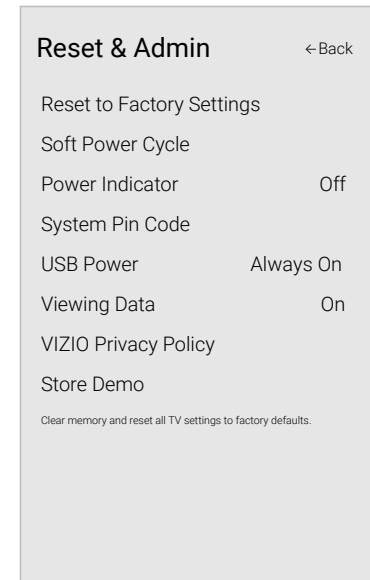 Reset & Admin ←Back
Reset to Factory Settings
Soft Power Cycle
Power Indicator Off
System Pin Code
USB Power Always On
Viewing Data On
VIZIO Privacy Policy
Store Demo
Clear memory and reset all TV settings to factory defaults.